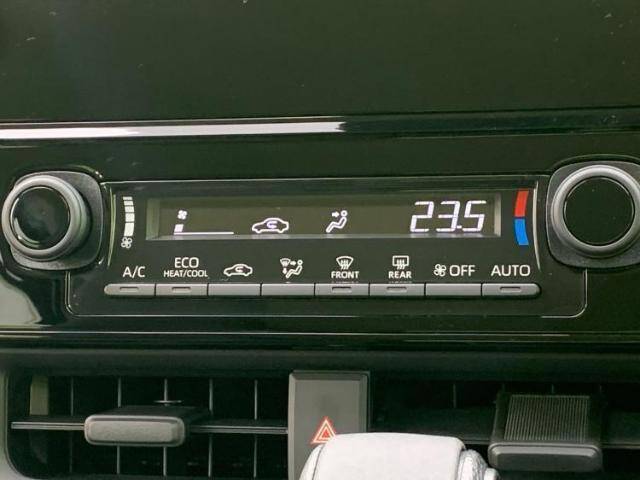 23.5
A/C ECO HEAT/COOL FRONT REAR OFF AUTO